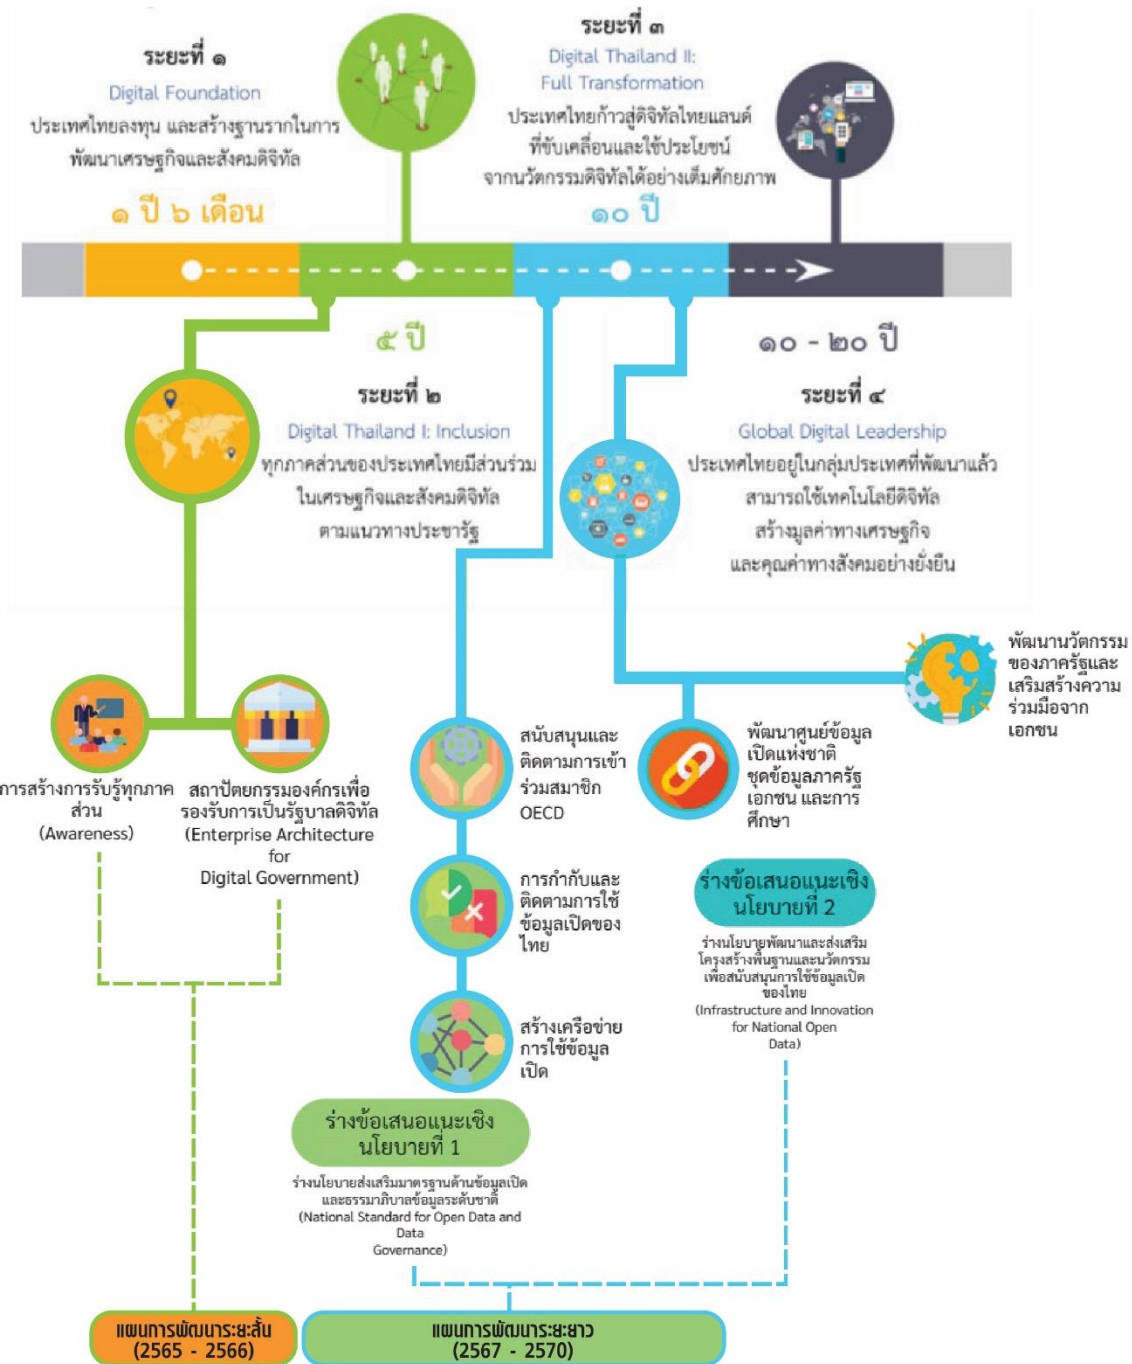 ระยะที่ ๑
Digital Foundation
ประเทศไทยลงทุน และสร้างฐานรากในการ
พัฒนาเศรษฐกิจและสังคมดิจิทัล
๑ ปี ๖ เดือน
ระยะที่ ๓
Digital Thailand II:
Full Transformation
ประเทศไทยก้าวสู่ดิจิทัลไทยแลนด์
ที่ขับเคลื่อนและใช้ประโยชน์
จากนวัตกรรมดิจิทัลได้อย่างเต็มศักยภาพ
๑๐ ปี
๕ ปี
ระยะที่ ๒
Digital Thailand I: Inclusion
ทุกภาคส่วนของประเทศไทยมีส่วนร่วม
ในเศรษฐกิจและสังคมดิจิทัล
ตามแนวทางประชารัฐ
๑๐ - ๒๐ ปี
ระยะที่ ๔
Global Digital Leadership
ประเทศไทยอยู่ในกลุ่มประเทศที่พัฒนาแล้ว
สามารถใช้เทคโนโลยีดิจิทัล
สร้างมูลค่าทางเศรษฐกิจ
และคุณค่าทางสังคมอย่างยั่งยืน
การสร้างการรับรู้ทุกภาค
ส่วน
(Awareness)
สถาปัตยกรรมองค์กรเพื่อ
รองรับการเป็นรัฐบาลดิจิทัล
(Enterprise Architecture
for
Digital Government)
สนับสนุนและ
ติดตามการเข้า
ร่วมสมาชิก
OECD
การกำกับและ
ติดตามการใช้
ข้อมูลเปิดของ
ไทย
สร้างเครือข่าย
การใช้ข้อมูล
เปิด
พัฒนาศูนย์ข้อมูล
เปิดแห่งชาติ
ชุดข้อมูลภาครัฐ
เอกชน และการ
ศึกษา
พัฒนานวัตกรรม
ของภาครัฐและ
เสริมสร้างความ
ร่วมมือจาก
เอกชน
ร่างข้อเสนอแนะเชิง
นโยบายที่ 2
ร่างนโยบายพัฒนาและส่งเสริม
โครงสร้างพื้นฐานและนวัตกรรม
เพื่อสนับสนุนการใช้ข้อมูลเปิด
ของไทย
(Infrastructure and Innovation
for National Open
Data)
ร่างข้อเสนอแนะเชิง
นโยบายที่ 1
ร่างนโยบายส่งเสริมมาตรฐานด้านข้อมูลเปิด
และธรรมาภิบาลข้อมูลระดับชาติ
(National Standard for Open Data and
Data
Governance)
แผนการพัฒนาระยะสั้น
(2565 - 2566)
แผนการพัฒนาระยะยาว
(2567 - 2570)